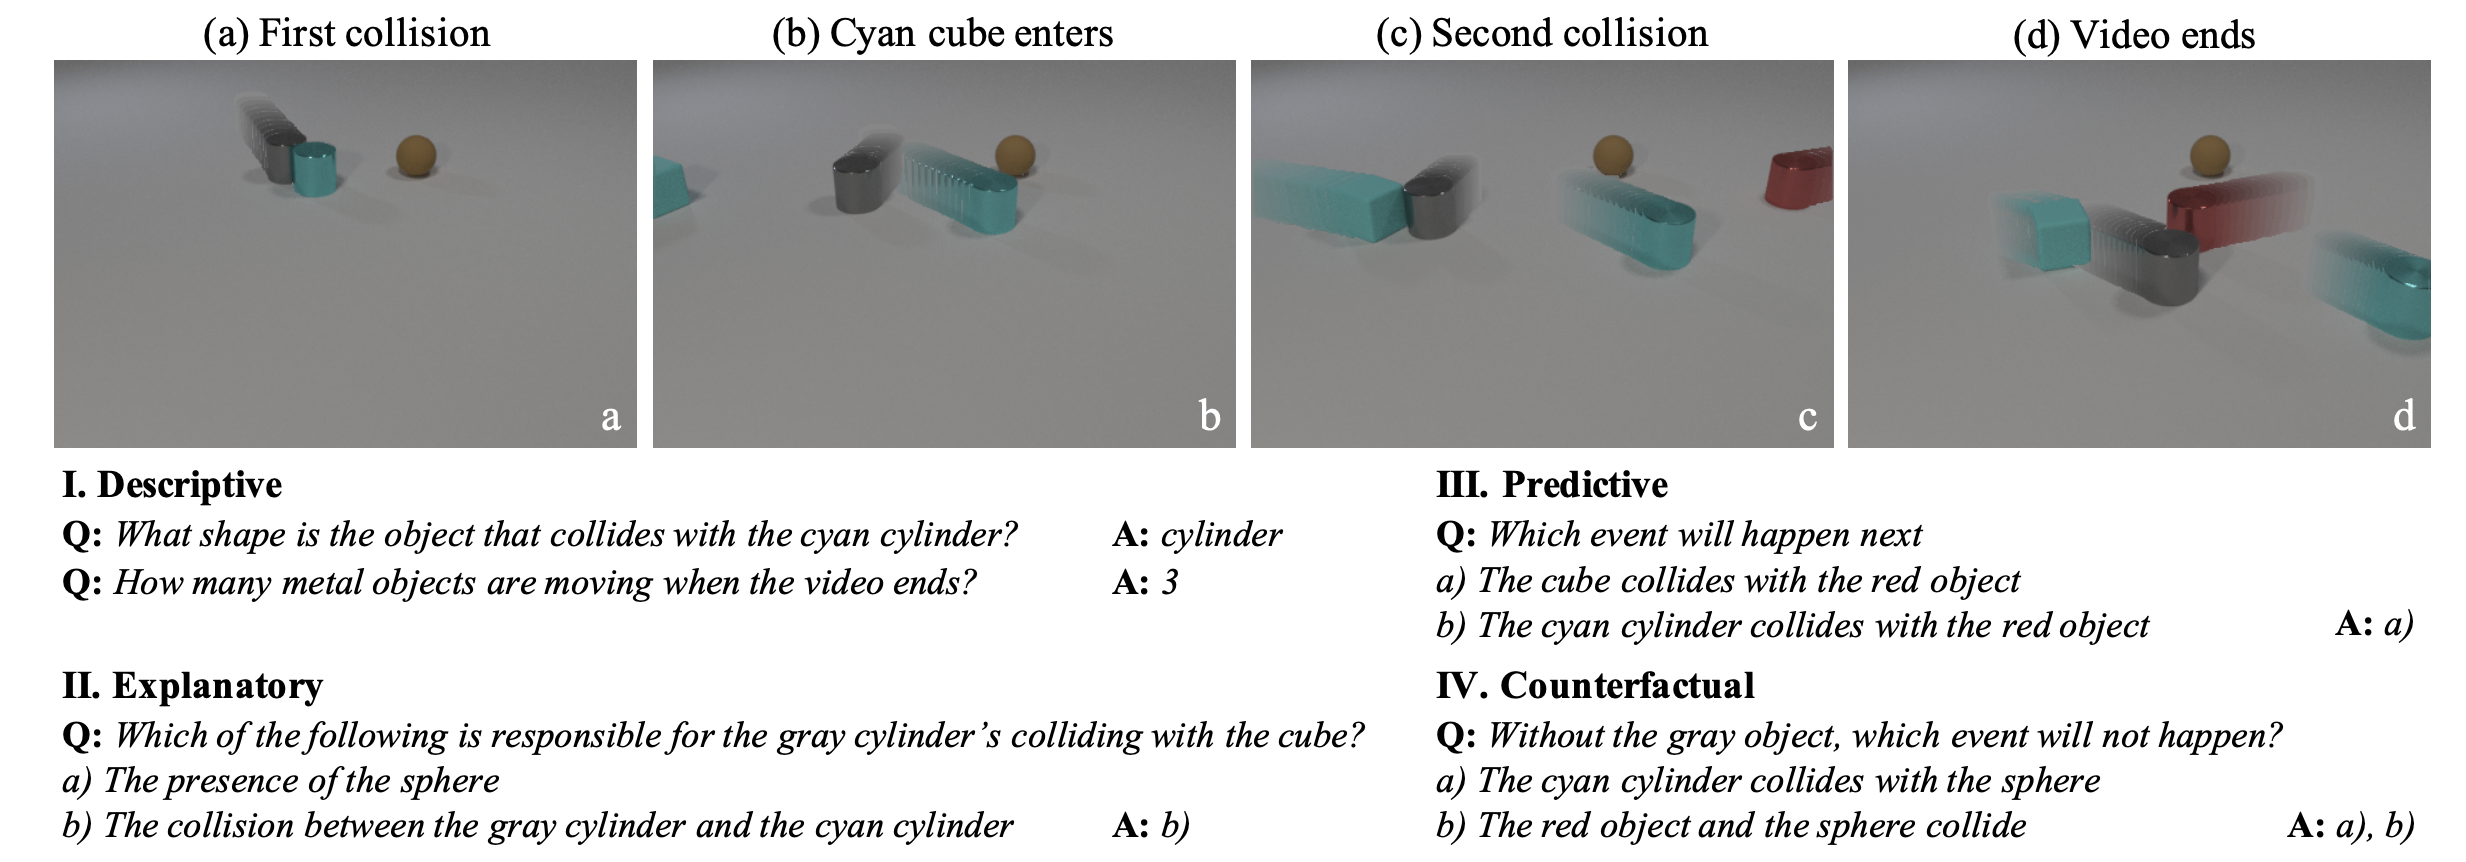 (a) First collision
(b) Cyan cube enters
(c) Second collision
(d) Video ends
a
b
c
d
I. Descriptive
Q: What shape is the object that collides with the cyan cylinder? A: cylinder
Q: How many metal objects are moving when the video ends? A: 3
II. Explanatory
Q: Which of the following is responsible for the gray cylinder’s colliding with the cube?
a) The presence of the sphere
b) The collision between the gray cylinder and the cyan cylinder A: b)
III. Predictive
Q: Which event will happen next
a) The cube collides with the red object
b) The cyan cylinder collides with the red object A: a)
IV. Counterfactual
Q: Without the gray object, which event will not happen?
a) The cyan cylinder collides with the sphere
b) The red object and the sphere collide A: a), b)